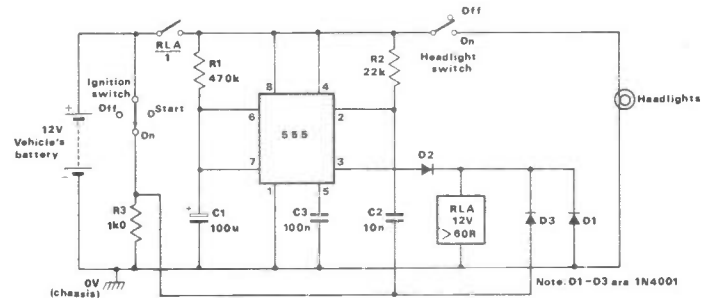 Off
On
Headlight
switch
RLA
1
R1
470k
R2
22k
Ignition
switch
Off
Start
On
12V
Vehicle's
battery
+
-
8
4
6
2
555
7
3
1
5
Headlights
D2
R3
1k0
+
C1
100u
C3
100n
C2
10n
RLA
12V
>60R
D3
D1
0V
(chassis)
Note: D1-D3 are 1N4001